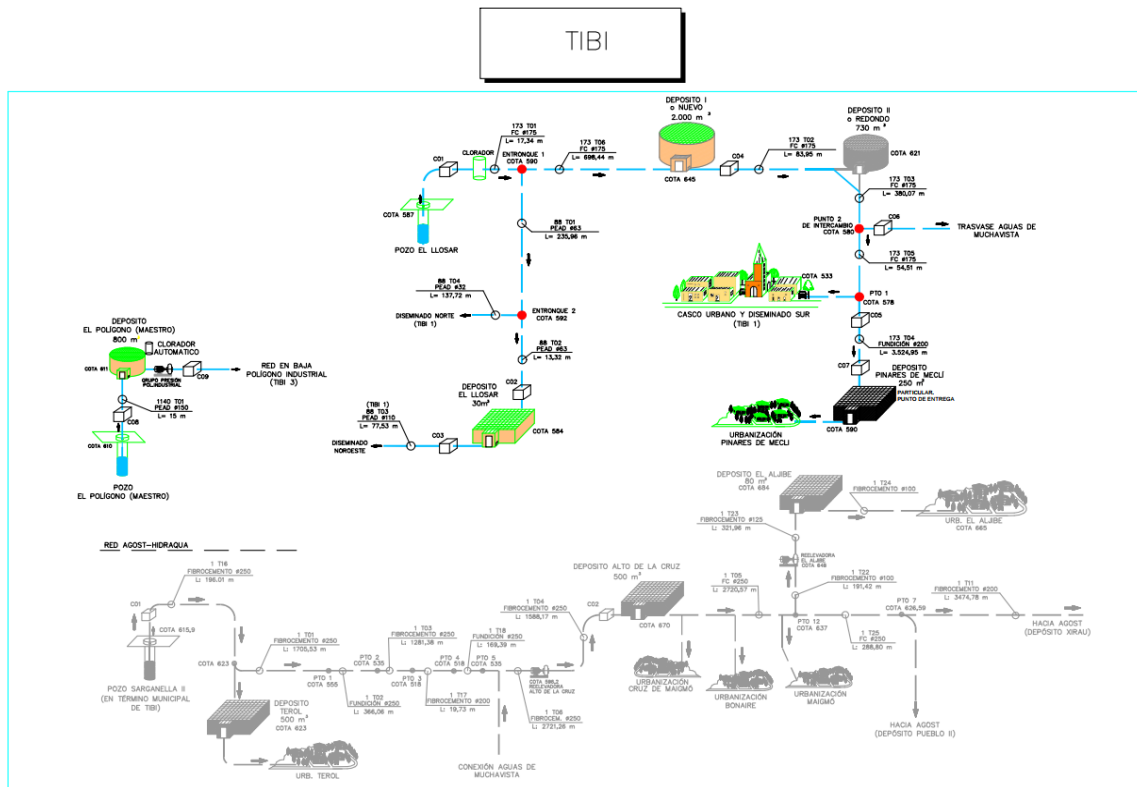 TIBI
DEPOSITO I
o NUEVO
2.000 m³
DEPOSITO II
o REDONDO
730 m³
COTA 621
173 T01
FC #175
L= 17,34 m
CLORADOR
C01
ENTRONQUE 1
COTA 590
173 T06
FC #175
L= 698,44 m
COTA 645
C04
173 T02
FC #175
L= 83,95 m
173 T03
FC #175
L= 380,07 m
COTA 587
POZO EL LLOSAR
88 T01
PEAD #63
L= 235,96 m
PUNTO 2
DE INTERCAMBIO
COTA 580
C06
TRASVASE AGUAS DE
MUCHAVISTA
173 T05
FC #175
L= 54,51 m
88 T04
PEAD #32
L= 137,72 m
DISEMINADO NORTE
(TIBI 1)
ENTRONQUE 2
COTA 592
COTA 533
CASCO URBANO Y DISEMINADO SUR
(TIBI 1)
PTO 1
COTA 578
C05
173 T04
FUNDICIÓN #200
L= 3.524,95 m
88 T02
PEAD #63
L= 13,32 m
C07
DEPOSITO
PINARES DE MECLÍ
250 m³
PARTICULAR.
PUNTO DE ENTREGA
COTA 590
URBANIZACIÓN
PINARES DE MECLI
DEPOSITO
EL POLÍGONO (MAESTRO)
800 m³
CLORADOR
AUTOMATICO
COTA 611
GRUPO PRESIÓN
POL.INDUSTRIAL
C09
RED EN BAJA
POLÍGONO INDUSTRIAL
(TIBI 3)
1140 T01
PEAD #150
L= 15 m
C08
COTA 610
POZO
EL POLÍGONO (MAESTRO)
DEPOSITO
EL LLOSAR
30m³
C02
COTA 584
(TIBI 1)
88 T03
PEAD #110
L= 77,53 m
C03
DISEMINADO
NOROESTE
DEPOSITO EL ALJIBE
80 m³
COTA 684
1 T24
FIBROCEMENTO #100
URB. EL ALJIBE
COTA 665
1 T23
FIBROCEMENTO #125
L: 321,96 m
REELEVADORA
EL ALJIBE
COTA 646
RED AGOST-HIDRAQUA
1 T16
FIBROCEMENTO #250
L: 196.01 m
C01
COTA 615,9
POZO SARGANELLA II
(EN TÉRMINO MUNICIPAL
DE TIBI)
COTA 623
1 T01
FIBROCEMENTO #250
L: 1705,53 m
DEPOSITO
TEROL
500 m³
COTA 623
URB. TEROL
PTO 1
COTA 555
PTO 2
COTA 535
1 T02
FUNDICIÓN #250
L: 366,06 m
1 T03
FIBROCEMENTO #250
L: 1281,38 m
PTO 3
COTA 518
PTO 4
COTA 518
1 T17
FIBROCEMENTO #200
L: 19,73 m
1 T18
FUNDICIÓN #250
L: 169,39 m
PTO 5
COTA 535
1 T04
FIBROCEMENTO #250
L: 1588,17 m
COTA 598,2
REELEVADORA
ALTO DE LA CRUZ
1 T08
FIBROCEM. #250
L: 2721,26 m
CONEXIÓN AGUAS DE
MUCHAVISTA
C02
DEPOSITO ALTO DE LA CRUZ
500 m³
COTA 670
1 T05
FC #250
L: 2720,57 m
1 T22
FIBROCEMENTO #100
L: 191,42 m
PTO 12
COTA 637
1 T25
FC #250
L: 288,80 m
PTO 7
COTA 626,59
1 T11
FIBROCEMENTO #200
L: 3474,78 m
HACIA AGOST
(DEPÓSITO XIRAU)
URBANIZACIÓN
CRUZ DE MAIGMÓ
URBANIZACIÓN
BONAIRE
URBANIZACIÓN
MAIGMÓ
HACIA AGOST
(DEPÓSITO PUEBLO II)